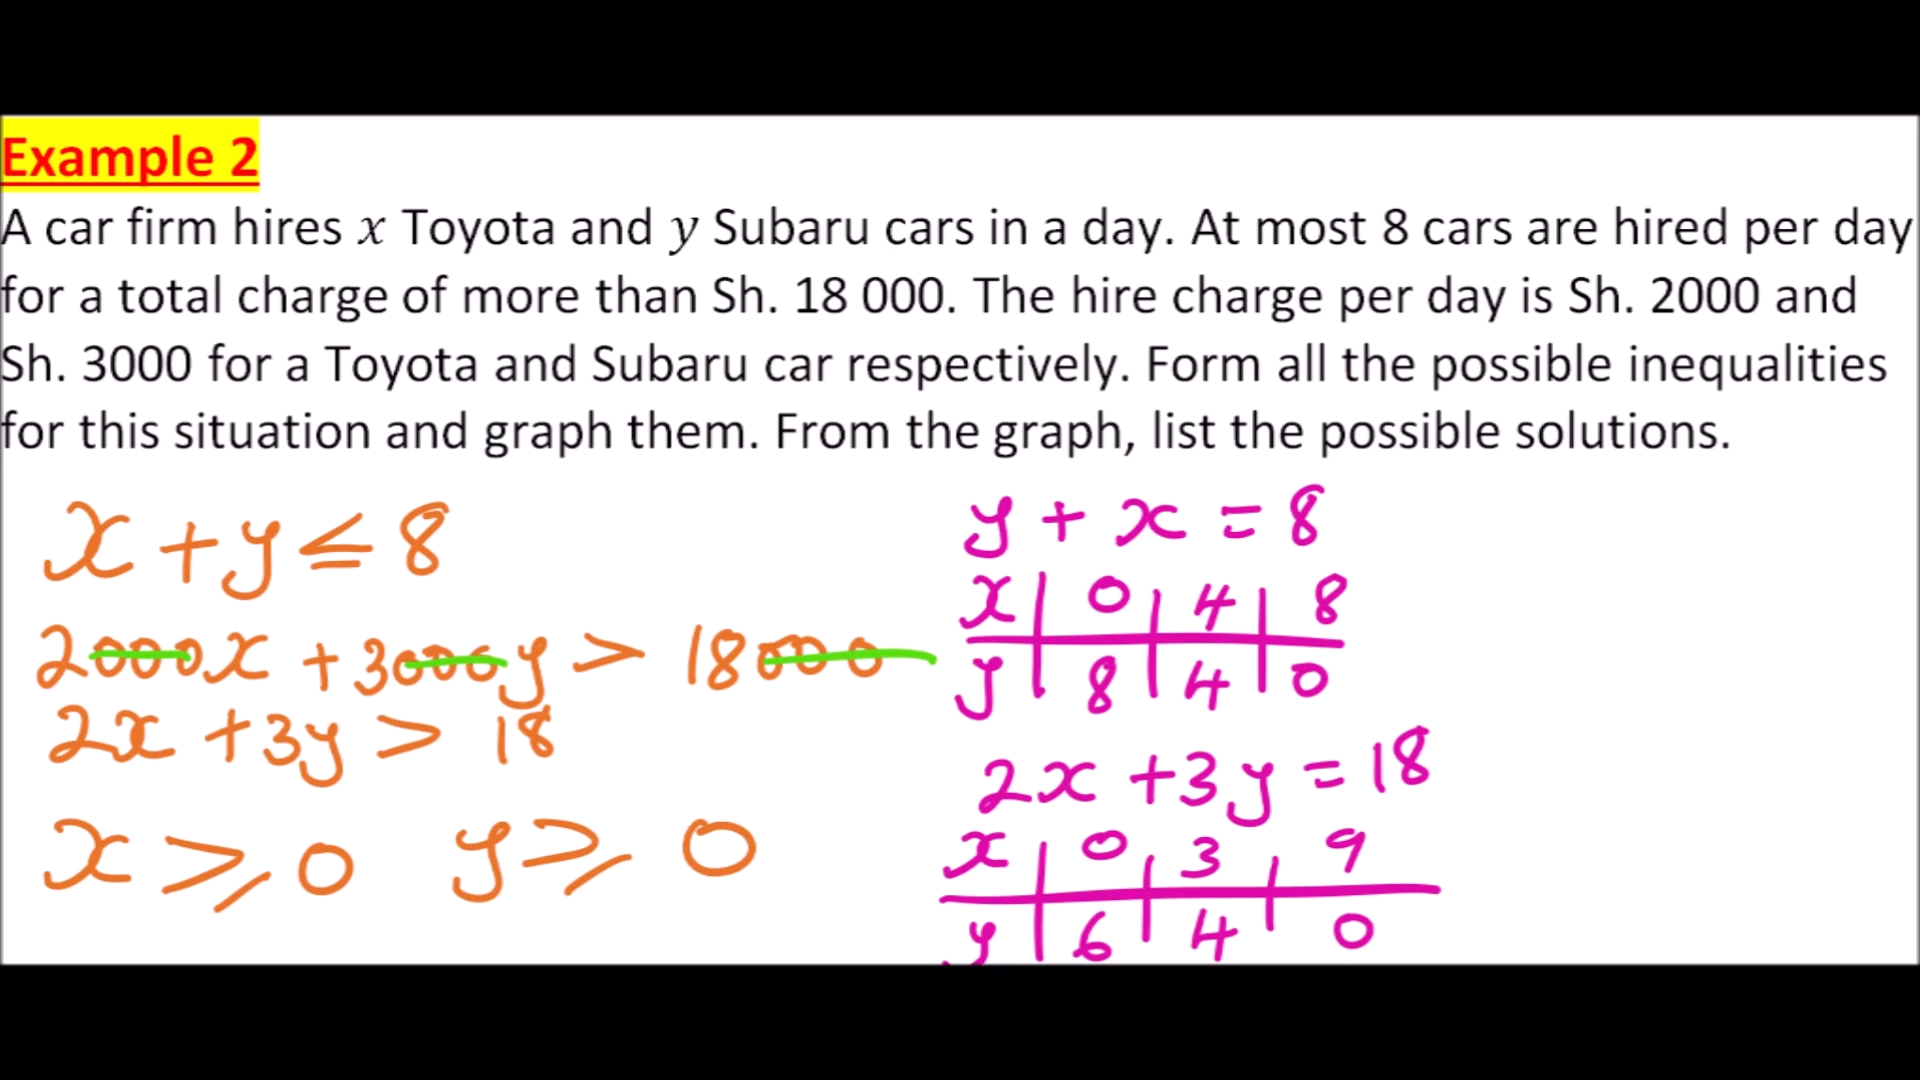 Example 2
A car firm hires x Toyota and y Subaru cars in a day. At most 8 cars are hired per day
for a total charge of more than Sh. 18 000. The hire charge per day is Sh. 2000 and
Sh. 3000 for a Toyota and Subaru car respectively. Form all the possible inequalities
for this situation and graph them. From the graph, list the possible solutions.
x + y ≤ 8
2000x + 3000y > 18000
2x + 3y > 18
x ≥ 0 y ≥ 0
y + x = 8
x | 0 | 4 | 8
y | 8 | 4 | 0
2x + 3y = 18
x | 0 | 3 | 9
y | 6 | 4 | 0